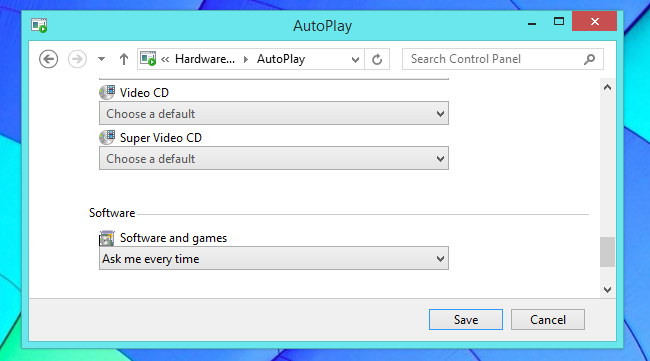 AutoPlay
« Hardware... AutoPlay Search Control Panel
Video CD
Choose a default
Super Video CD
Choose a default
Software
Software and games
Ask me every time
Save Cancel